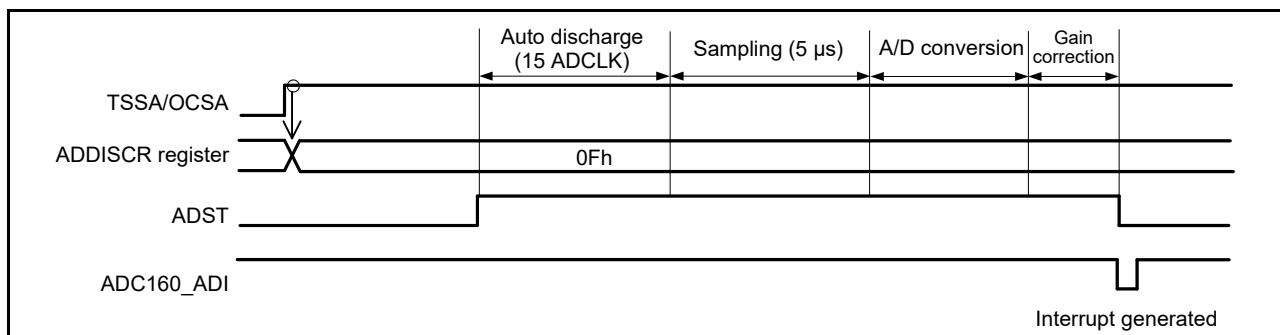 Auto discharge
(15 ADCLK)
Sampling (5 µs)
A/D conversion
Gain
correction
TSSA/OCSA
ADDISCR register
0Fh
ADST
ADC160_ADI
Interrupt generated